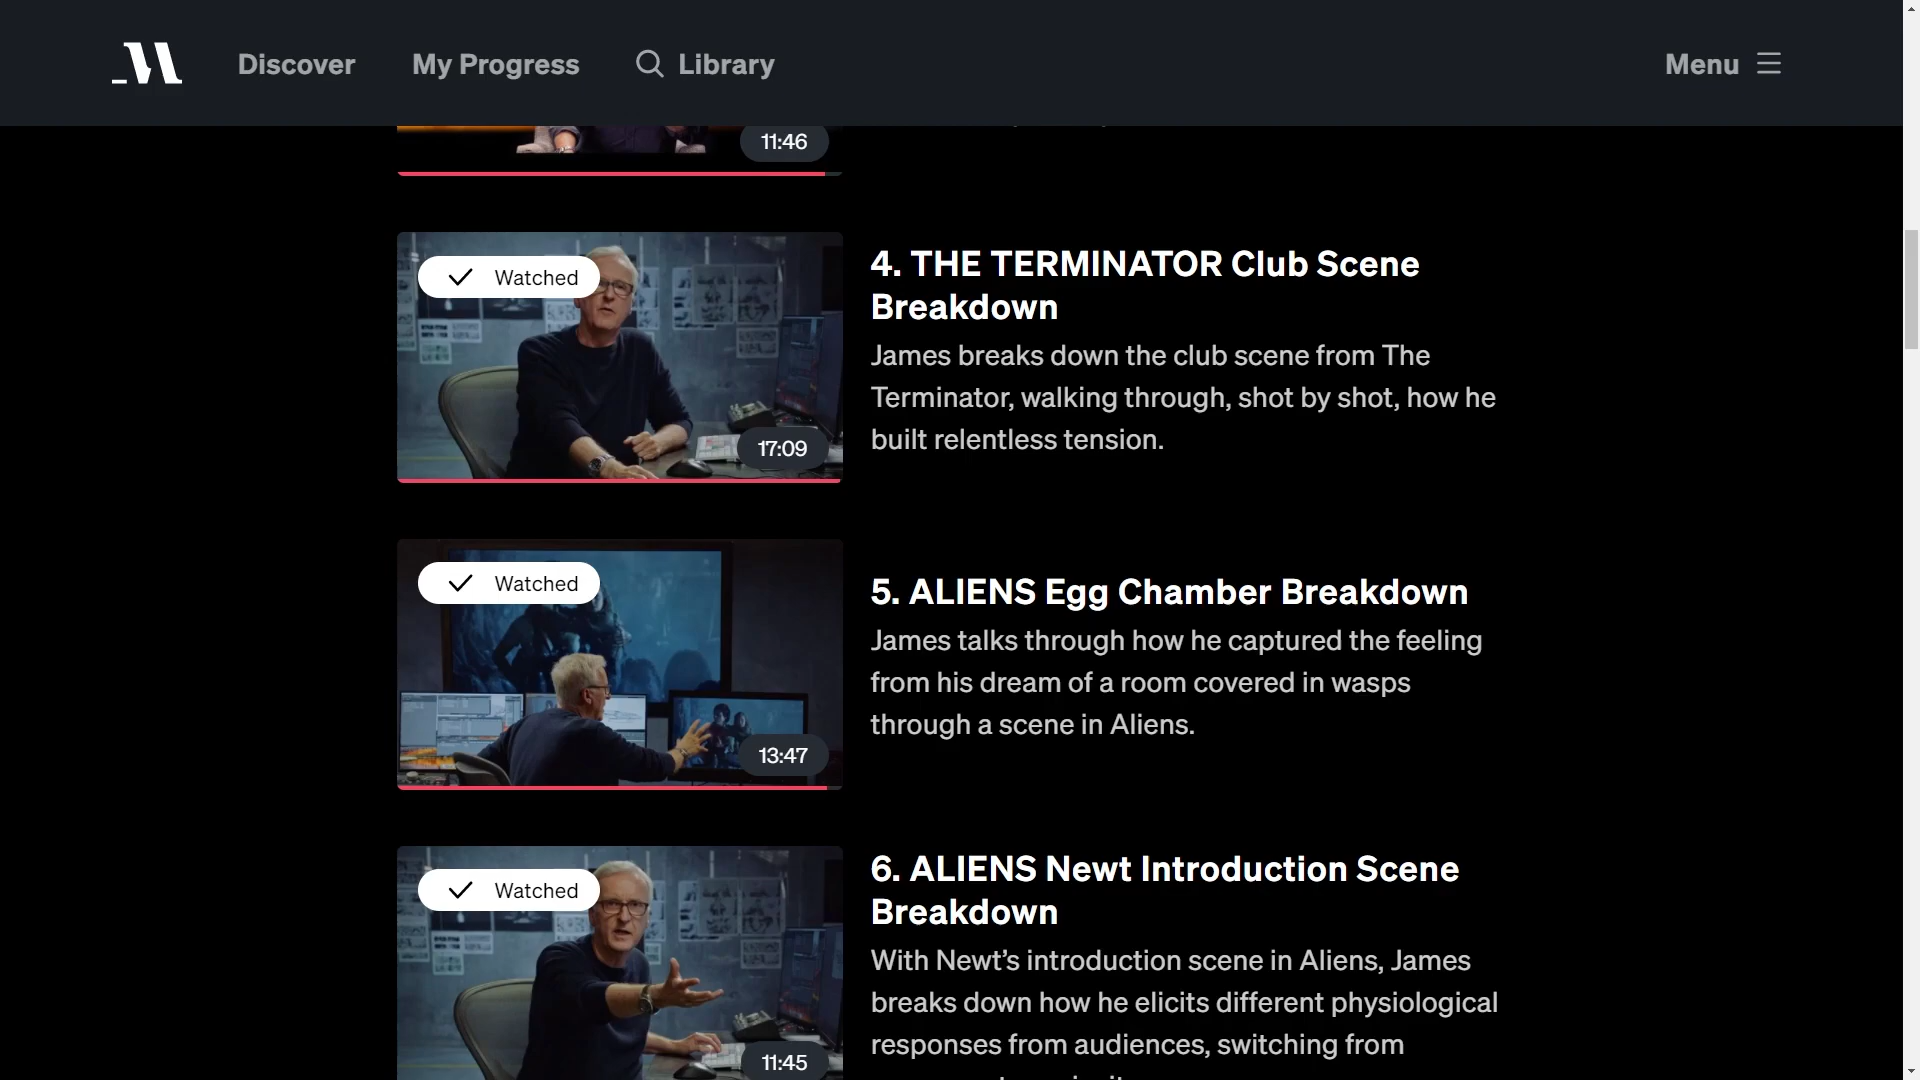 Discover
My Progress
Library
Menu
11:46
Watched
17:09
4. THE TERMINATOR Club Scene
Breakdown
James breaks down the club scene from The
Terminator, walking through, shot by shot, how he
built relentless tension.
Watched
13:47
5. ALIENS Egg Chamber Breakdown
James talks through how he captured the feeling
from his dream of a room covered in wasps
through a scene in Aliens.
Watched
11:45
6. ALIENS Newt Introduction Scene
Breakdown
With Newt’s introduction scene in Aliens, James
breaks down how he elicits different physiological
responses from audiences, switching from